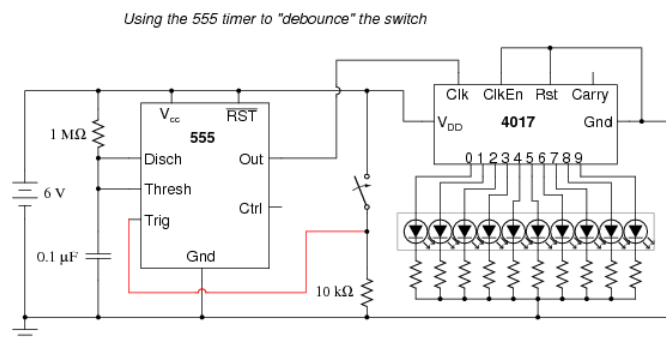 Using the 555 timer to "debounce" the switch
Clk ClkEn Rst Carry
V_DD 4017 Gnd
0 1 2 3 4 5 6 7 8 9
V_cc RST
555
1 MΩ
Disch Out
Thresh
Ctrl
Trig
Gnd
6 V
0.1 μF
10 kΩ